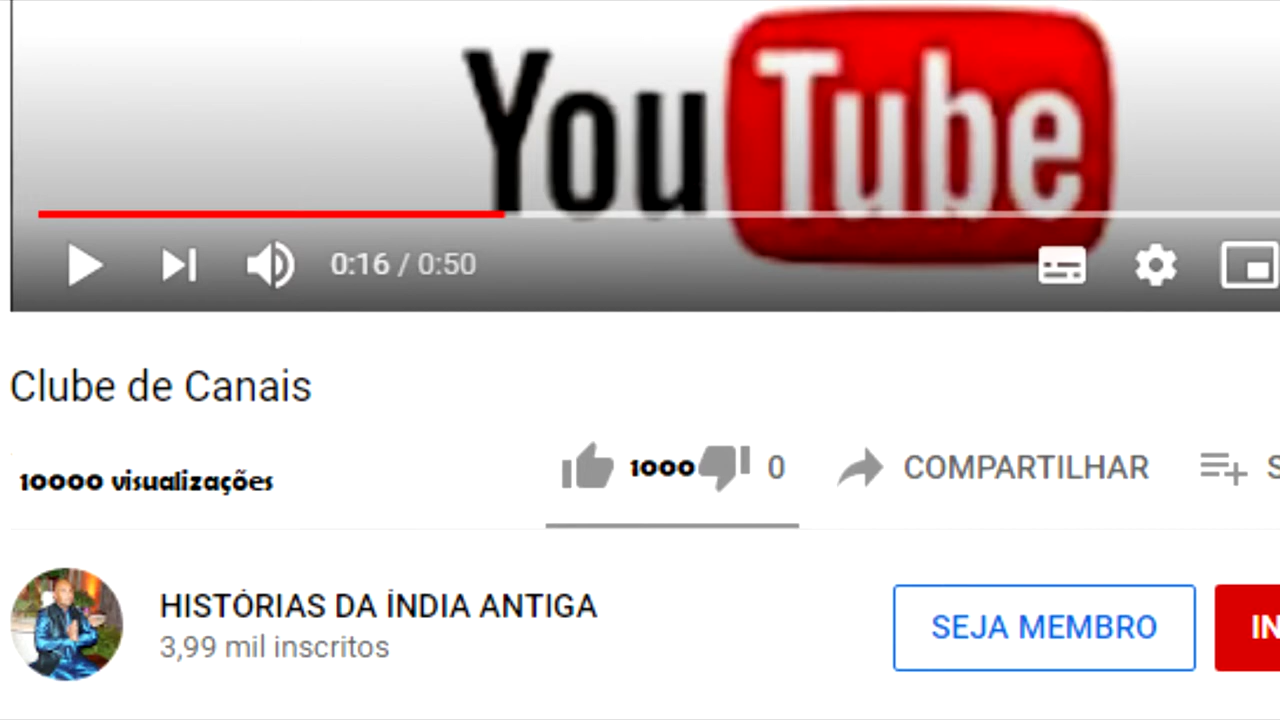 YouTube
0:16 / 0:50
Clube de Canais
10000 visualizações
1000 0 COMPARTILHAR S
HISTÓRIAS DA ÍNDIA ANTIGA
3,99 mil inscritos
SEJA MEMBRO
IN